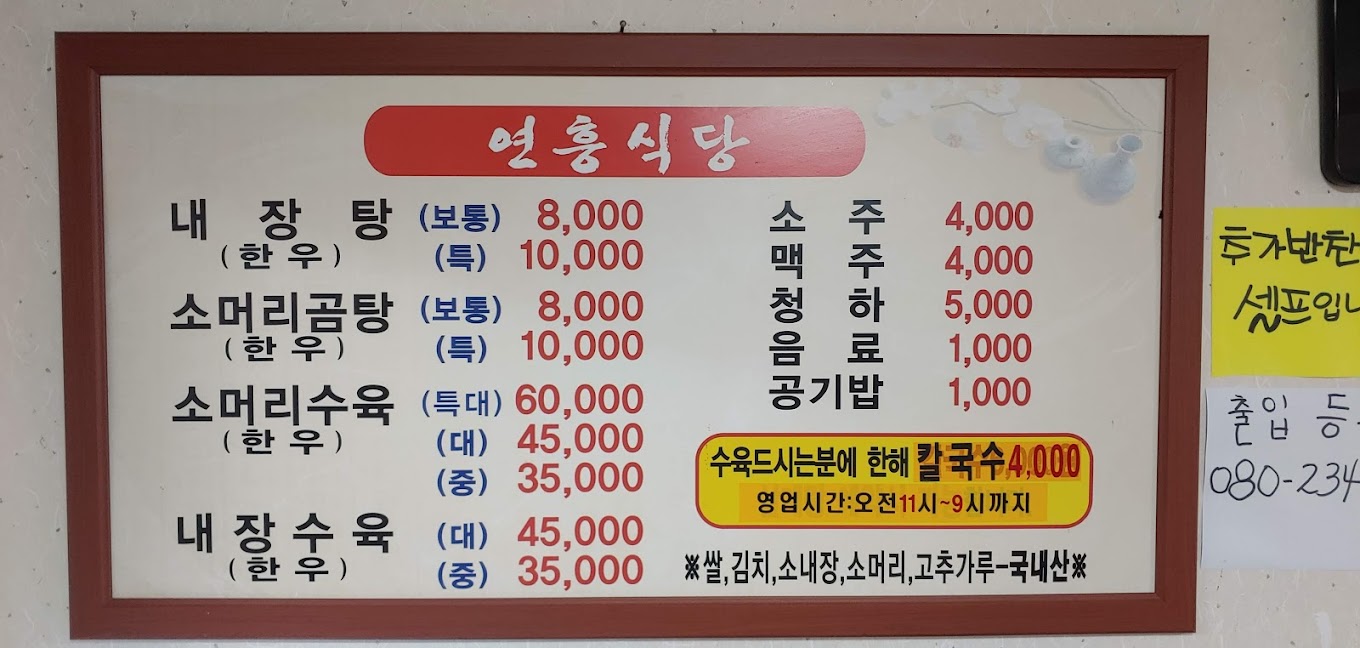 연흥식당
내장탕 (보통) 8,000
(한우) (특) 10,000
소머리곰탕 (보통) 8,000
(한우) (특) 10,000
소머리수육 (특대) 60,000
(한우) (대) 45,000
(중) 35,000
내장수육 (대) 45,000
(한우) (중) 35,000
소주 4,000
맥주 4,000
청하 5,000
음료 1,000
공기밥 1,000
수육드시는분에 한해 칼국수4,000
영업시간:오전11시~9시까지
※쌀,김치,소내장,소머리,고추가루-국내산※
추가반찬
셀프입니
출입 등
080-234